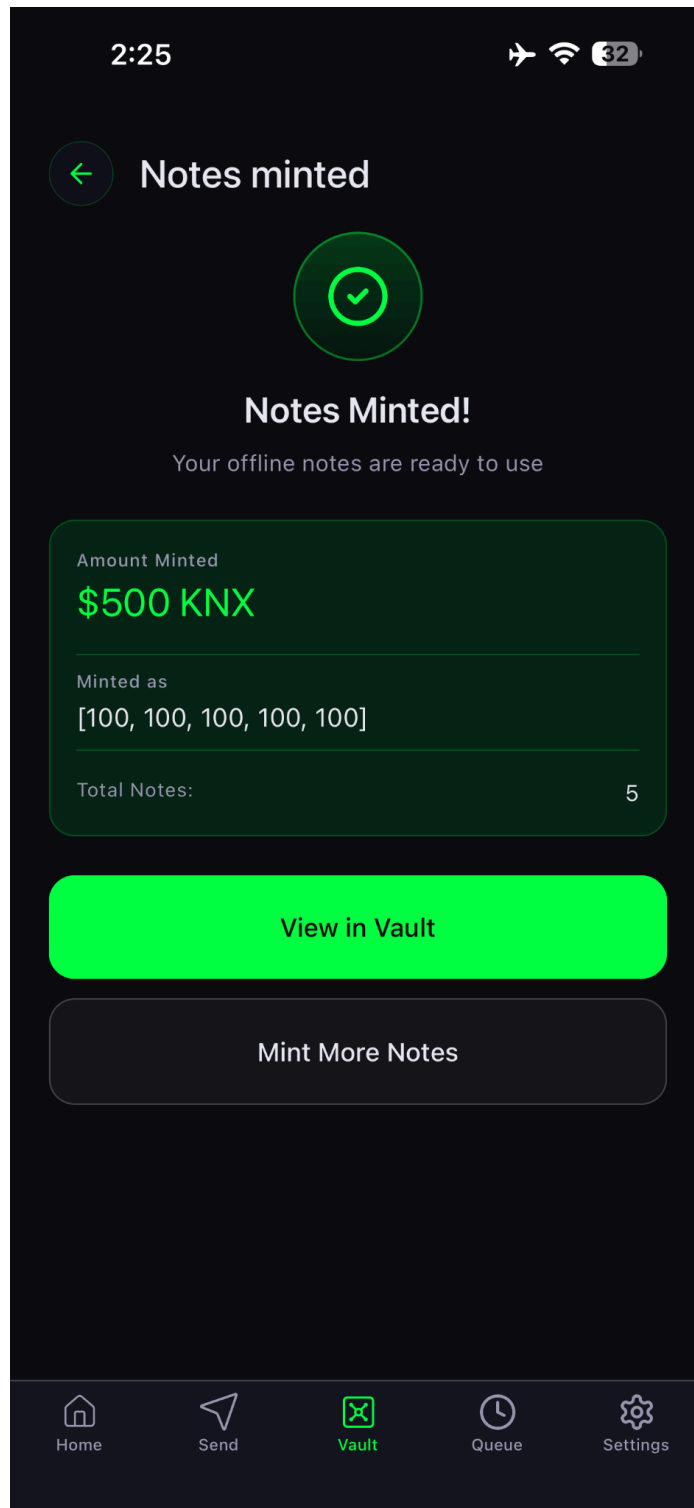 2:25
32
Notes minted
Notes Minted!
Your offline notes are ready to use
Amount Minted
$500 KNX
Minted as
[100, 100, 100, 100, 100]
Total Notes: 5
View in Vault
Mint More Notes
Home Send Vault Queue Settings